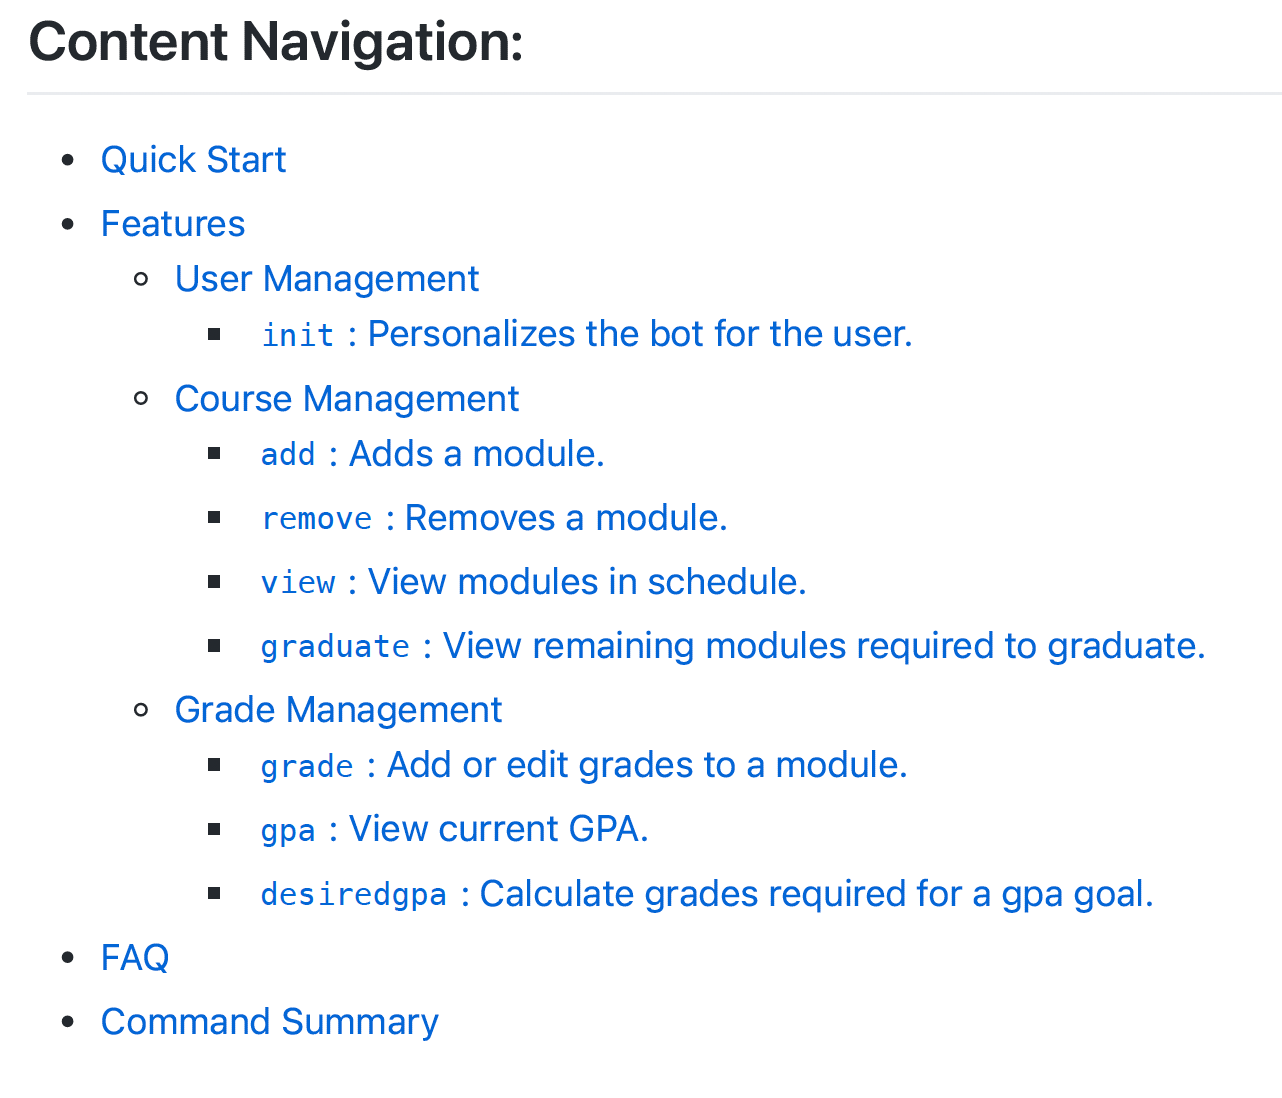 Content Navigation:
Quick Start
Features
User Management
init : Personalizes the bot for the user.
Course Management
add : Adds a module.
remove : Removes a module.
view : View modules in schedule.
graduate : View remaining modules required to graduate.
Grade Management
grade : Add or edit grades to a module.
gpa : View current GPA.
desiredgpa : Calculate grades required for a gpa goal.
FAQ
Command Summary